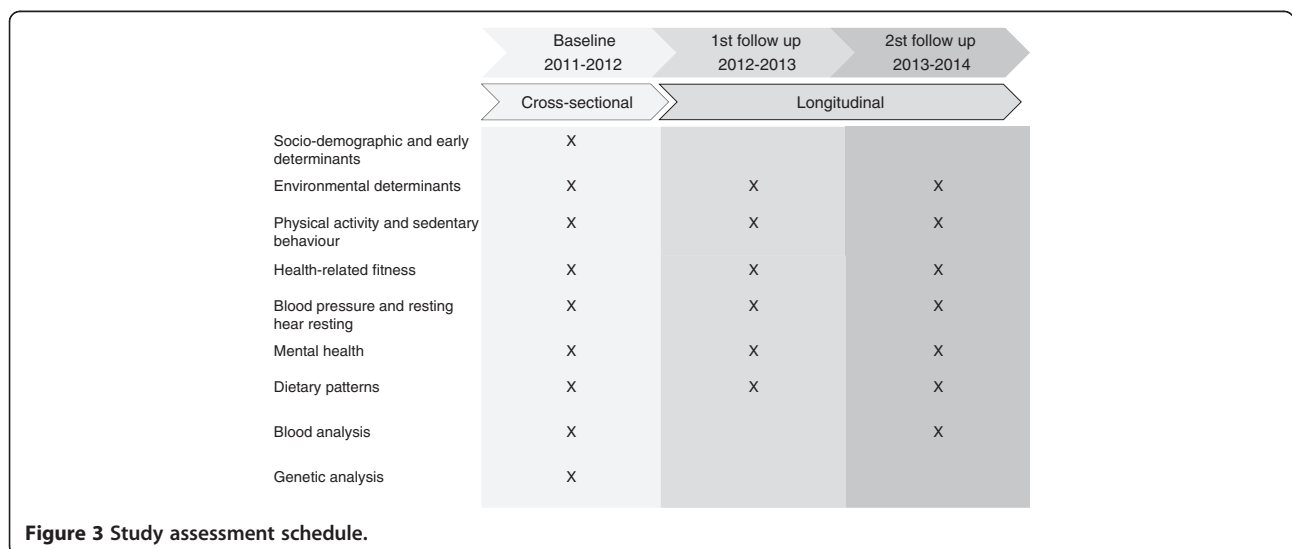 Baseline 1st follow up 2st follow up
2011-2012 2012-2013 2013-2014
Cross-sectional Longitudinal
Socio-demographic and early X
determinants
Environmental determinants X X X
Physical activity and sedentary X X X
behaviour
Health-related fitness X X X
Blood pressure and resting X X X
hear resting
Mental health X X X
Dietary patterns X X X
Blood analysis X X
Genetic analysis X
Figure 3 Study assessment schedule.